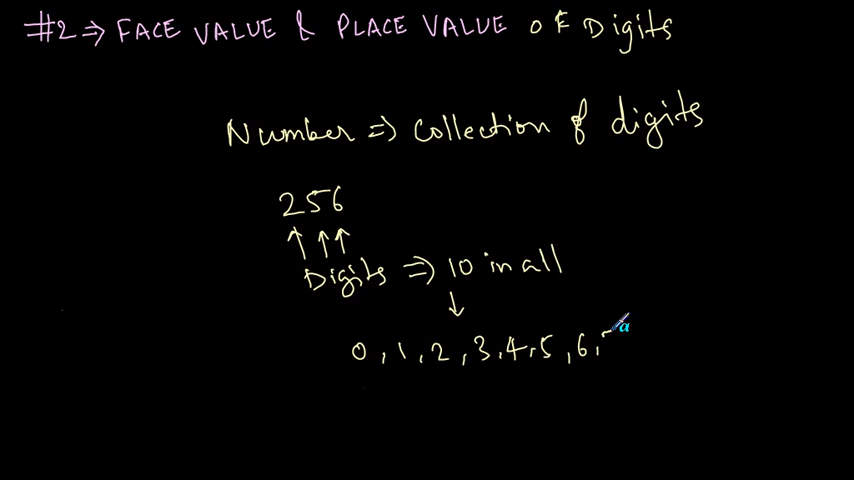 #2⇒ FACE VALUE & PLACE VALUE OF Digits
Number ⇒ Collection of digits
256
Digits ⇒ 10 in all
0, 1, 2, 3, 4, 5, 6,